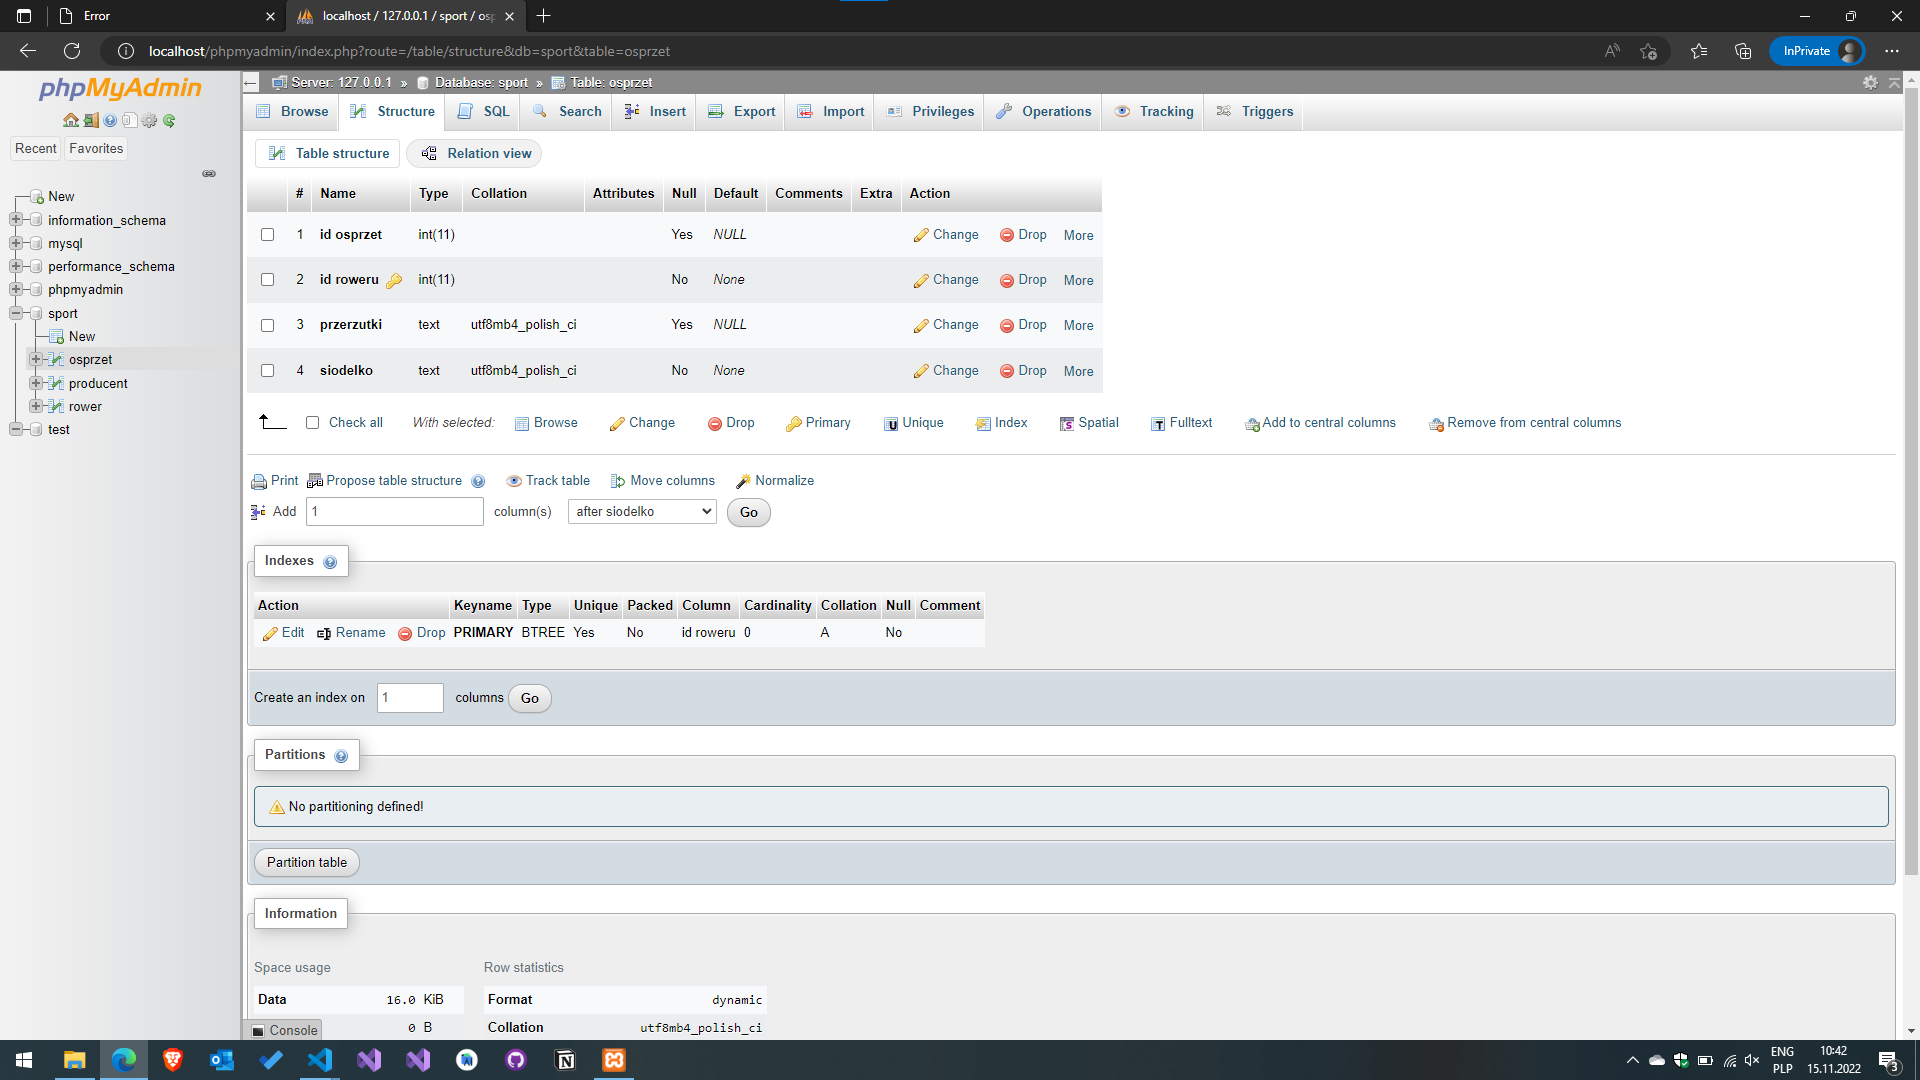 Error
localhost / 127.0.0.1 / sport / osp
localhost/phpmyadmin/index.php?route=/table/structure&db=sport&table=osprzet
InPrivate
phpMyAdmin
Recent
Favorites
New
information_schema
mysql
performance_schema
phpmyadmin
sport
New
osprzet
producent
rower
test
Server: 127.0.0.1 » Database: sport » Table: osprzet
Browse Structure SQL Search Insert Export Import Privileges Operations Tracking Triggers
Table structure Relation view
# Name Type Collation Attributes Null Default Comments Extra Action
1 id osprzet int(11) Yes NULL Change Drop More
2 id roweru int(11) No None Change Drop More
3 przerzutki text utf8mb4_polish_ci Yes NULL Change Drop More
4 siodelko text utf8mb4_polish_ci No None Change Drop More
Check all With selected: Browse Change Drop Primary Unique Index Spatial Fulltext Add to central columns Remove from central columns
Print Propose table structure Track table Move columns Normalize
Add 1 column(s) after siodelko Go
Indexes
Action Keyname Type Unique Packed Column Cardinality Collation Null Comment
Edit Rename Drop PRIMARY BTREE Yes No id roweru 0 A No
Create an index on 1 columns Go
Partitions
No partitioning defined!
Partition table
Information
Space usage Row statistics
Data 16.0 KiB Format dynamic
0 B Collation utf8mb4_polish_ci
Console
ENG
PLP
10:42
15.11.2022
3